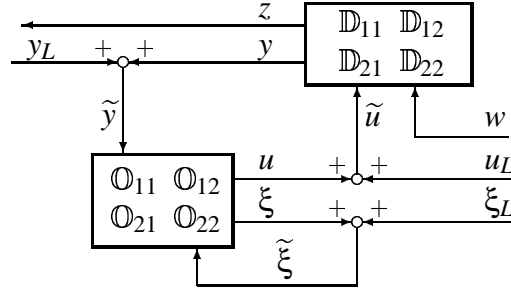 z 𝔻₁₁ 𝔻₁₂
y_L + + y 𝔻₂₁ 𝔻₂₂
ỹ ũ w
𝕆₁₁ 𝕆₁₂ u + + u_L
𝕆₂₁ 𝕆₂₂ ξ + + ξ_L
ξ̃